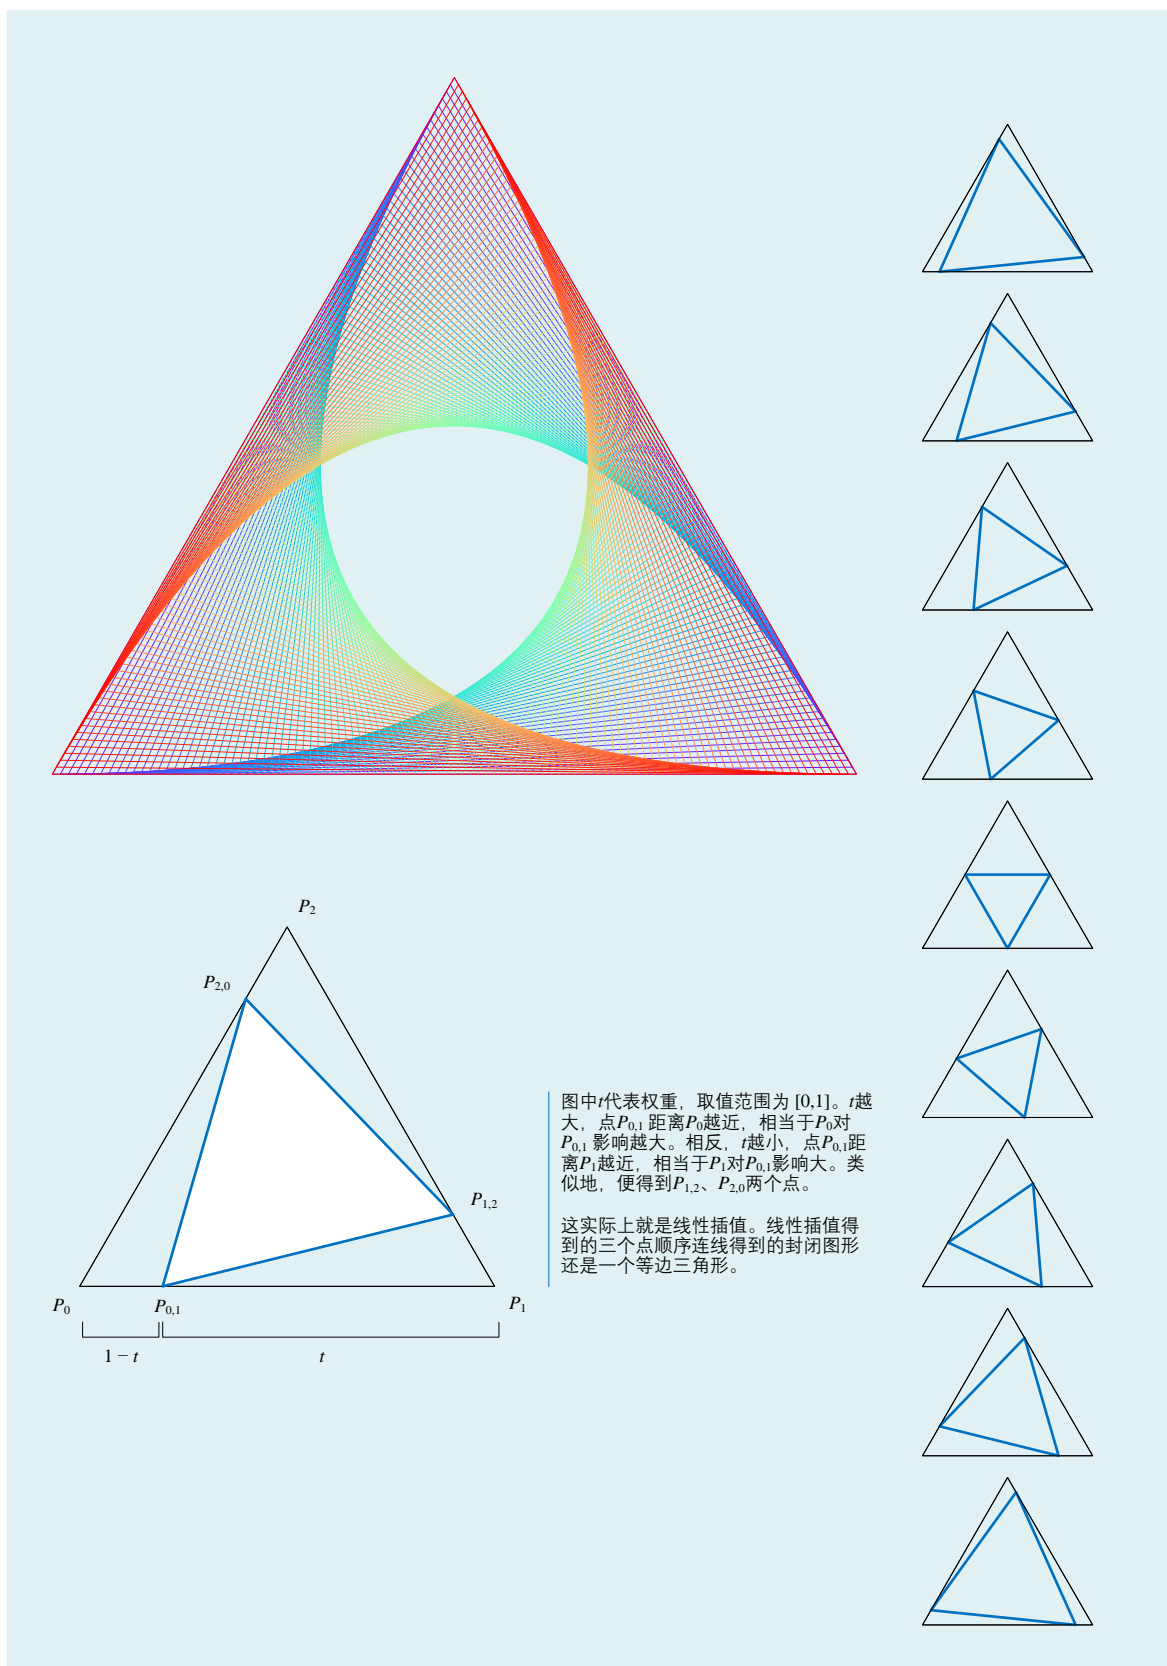 P2
P2,0
图中t代表权重，取值范围为 [0,1]。t越
大，点P0,1 距离P0越近，相当于P0对
P0,1 影响越大。相反，t越小，点P0,1距
离P1越近，相当于P1对P0,1影响大。类
似地，便得到P1,2、P2,0两个点。
这实际上就是线性插值。线性插值得
到的三个点顺序连线得到的封闭图形
还是一个等边三角形。
P1,2
P0
P0,1
P1
1 − t
t